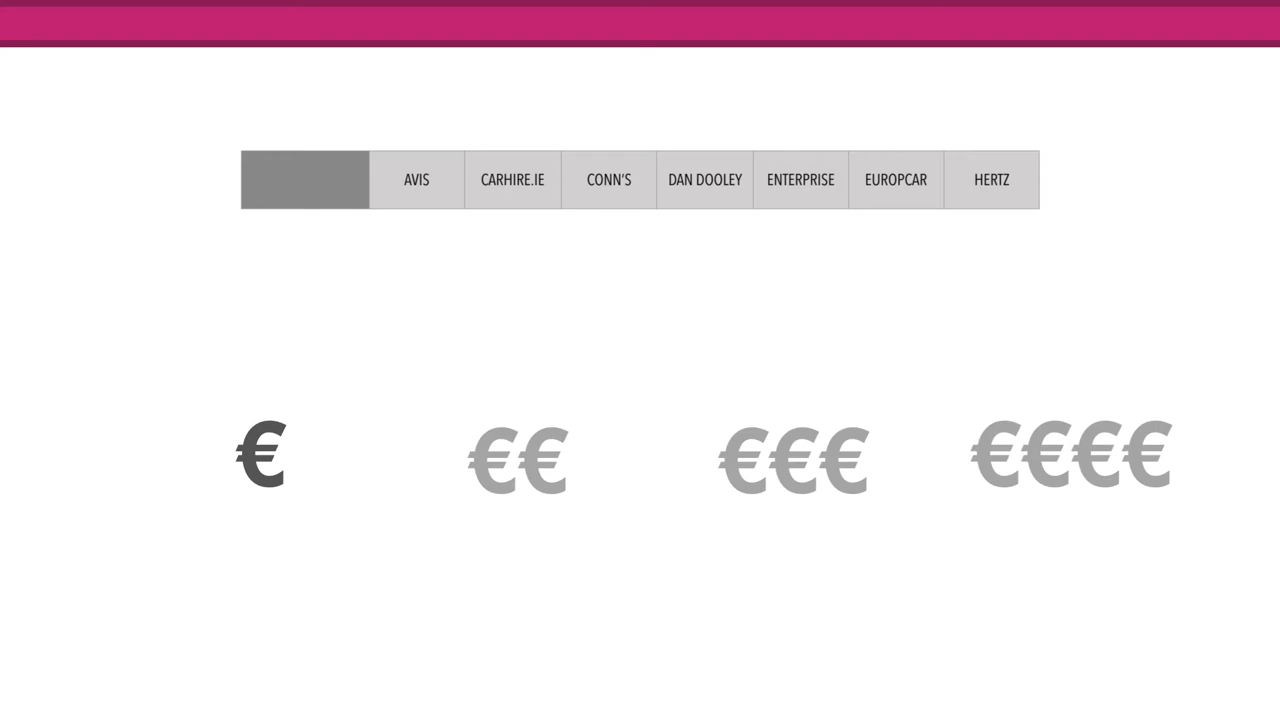 AVIS CARHIRE.IE CONN'S DAN DOOLEY ENTERPRISE EUROPCAR HERTZ
€ €€ €€€ €€€€